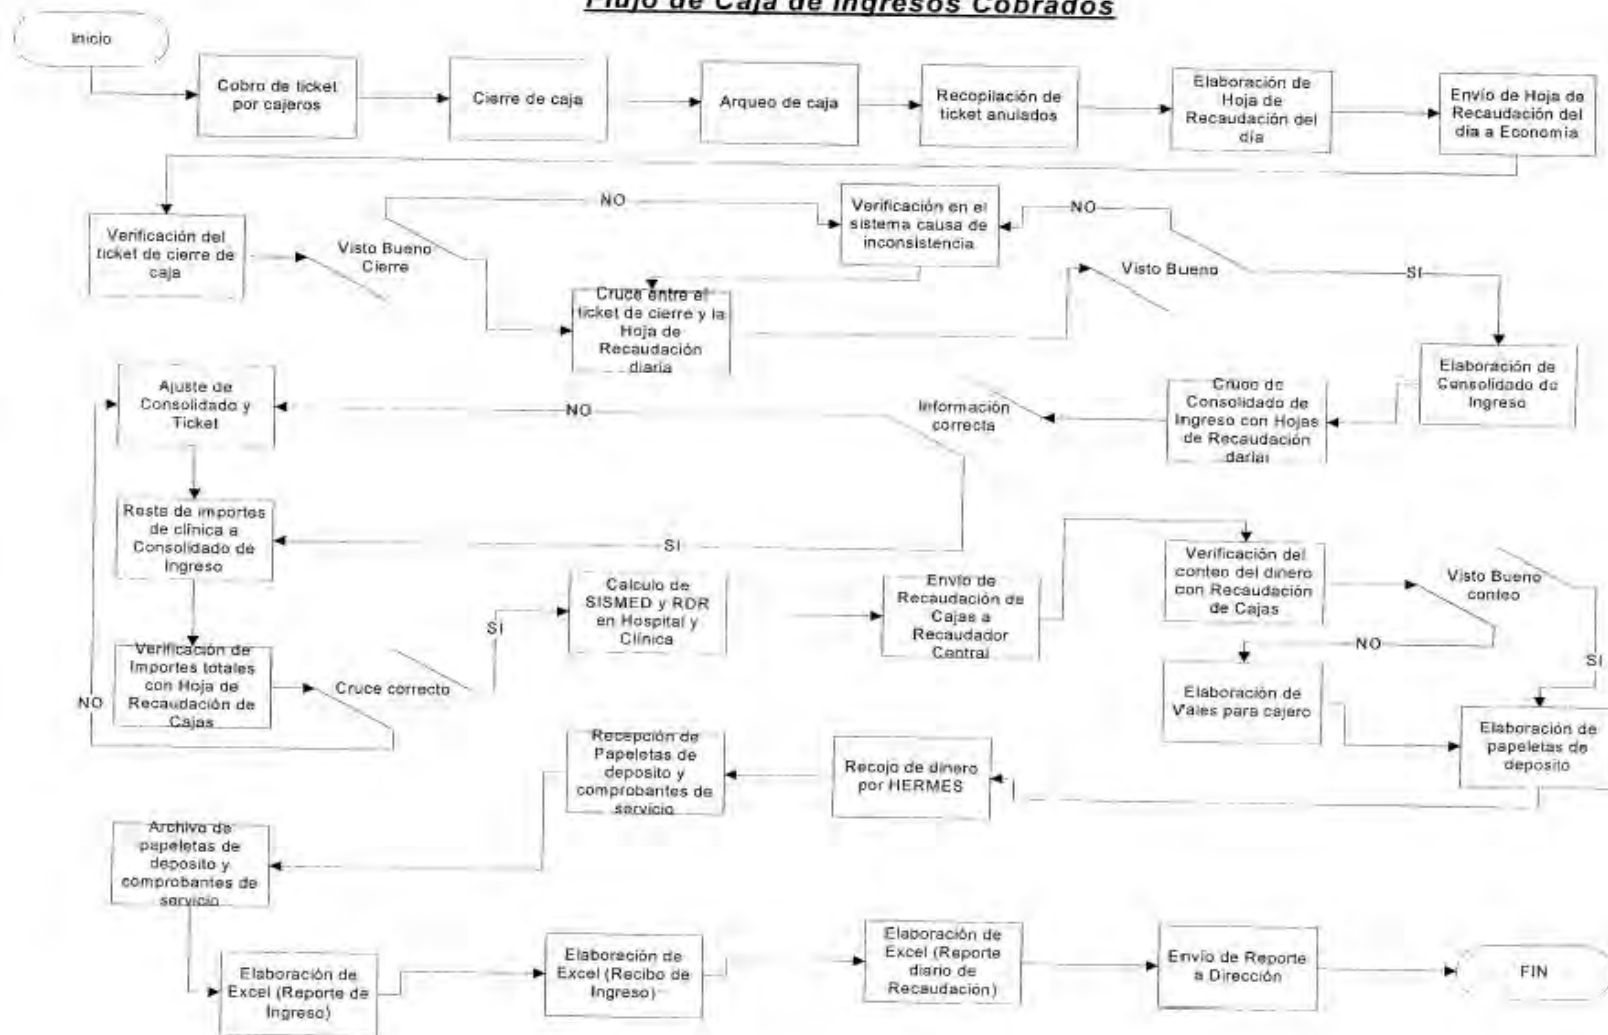 Flujo de Caja de Ingresos Cobrados
Inicio
Cobro de ticket
por cajeros
Cierre de caja
Arqueo de caja
Recopilación de
ticket anulados
Elaboración de
Hoja de
Recaudación del
día
Envío de Hoja de
Recaudación del
día a Economía
Verificación del
ticket de cierre de
caja
Visto Bueno
Cierre
NO
Verificación en el
sistema causa de
inconsistencia
NO
Visto Bueno
SI
Cruce entre el
ticket de cierre y la
Hoja de
Recaudación
diaria
Elaboración de
Consolidado de
Ingreso
Cruce de
Consolidado de
Ingreso con Hojas
de Recaudación
Información
correcta
NO
Ajuste de
Consolidado y
Ticket
Resta de importes
de clínica a
Consolidado de
Ingreso
SI
Verificación de
Importes totales
con Hoja de
Recaudación de
Cajas
NO
Cruce correcto
SI
Calculo de
SISMED y RDR
en Hospital y
Clínica
Envío de
Recaudación de
Cajas a
Recaudador
Central
Verificación del
conteo del dinero
con Recaudación
de Cajas
Visto Bueno
conteo
NO
SI
Elaboración de
Vales para cajero
Elaboración de
papeletas de
deposito
Recojo de dinero
por HERMES
Recepción de
Papeletas de
deposito y
comprobantes de
servicio
Archivo de
papeletas de
deposito y
comprobantes de
servicio
Elaboración de
Excel (Reporte de
Ingreso)
Elaboración de
Excel (Recibo de
Ingreso)
Elaboración de
Excel (Reporte
diario de
Recaudación)
Envío de Reporte
a Dirección
FIN